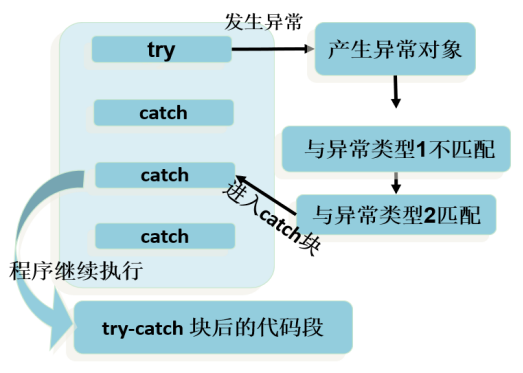 发生异常
try
产生异常对象
catch
与异常类型1不匹配
catch
与异常类型2匹配
进入catch块
catch
程序继续执行
try-catch 块后的代码段